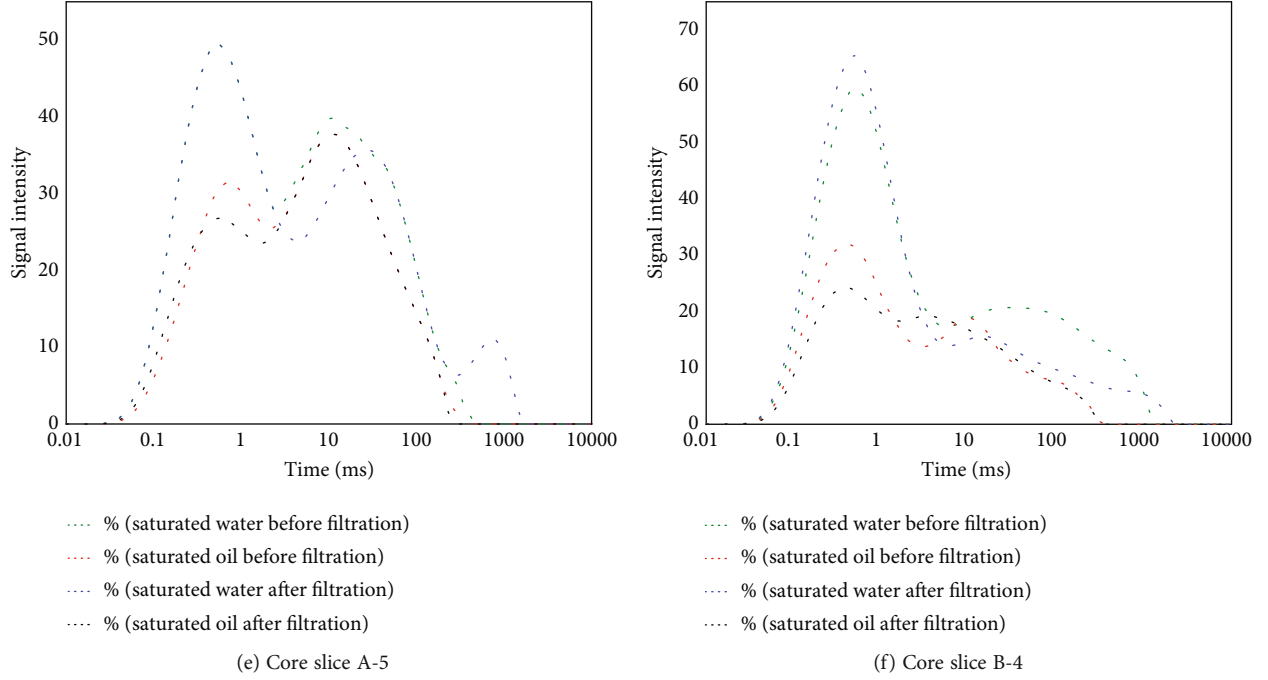 50
40
30
20
10
0
Signal intensity
0.01 0.1 1 10 100 1000 10000
Time (ms)
% (saturated water before filtration)
% (saturated oil before filtration)
% (saturated water after filtration)
% (saturated oil after filtration)
(e) Core slice A-5
70
60
50
40
30
20
10
0
Signal intensity
0.01 0.1 1 10 100 1000 10000
Time (ms)
% (saturated water before filtration)
% (saturated oil before filtration)
% (saturated water after filtration)
% (saturated oil after filtration)
(f) Core slice B-4